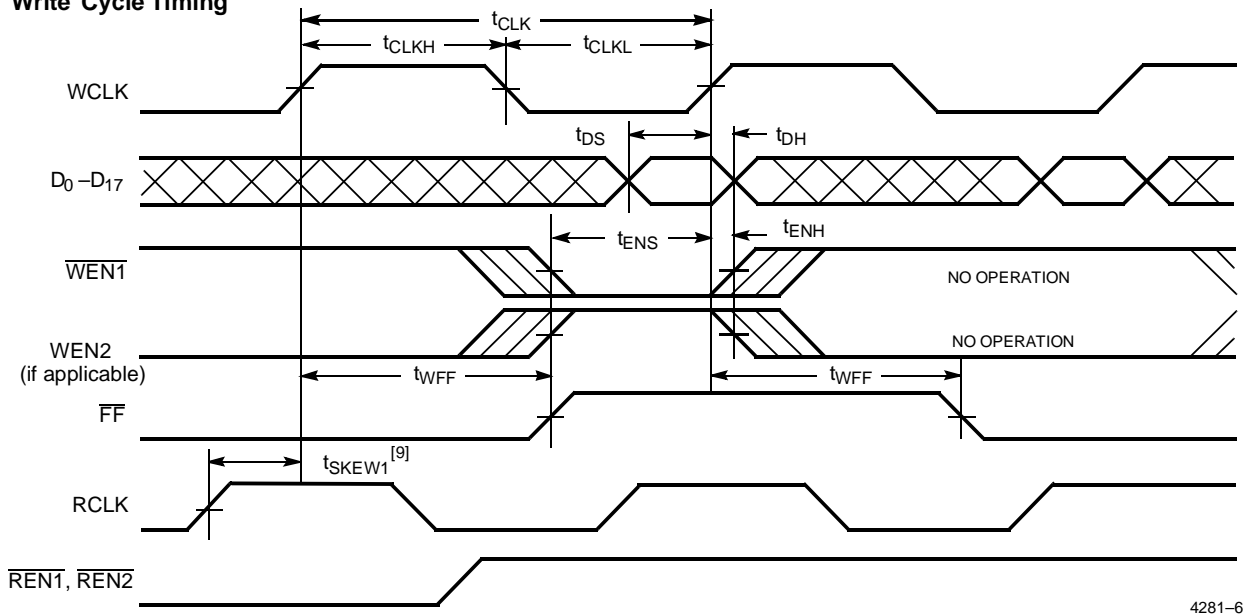 Write Cycle Timing
tCLK
tCLKH
tCLKL
WCLK
tDS
tDH
D0 –D17
tENS
tENH
WEN1
NO OPERATION
WEN2
(if applicable)
NO OPERATION
tWFF
tWFF
FF
tSKEW1[9]
RCLK
REN1, REN2
4281–6